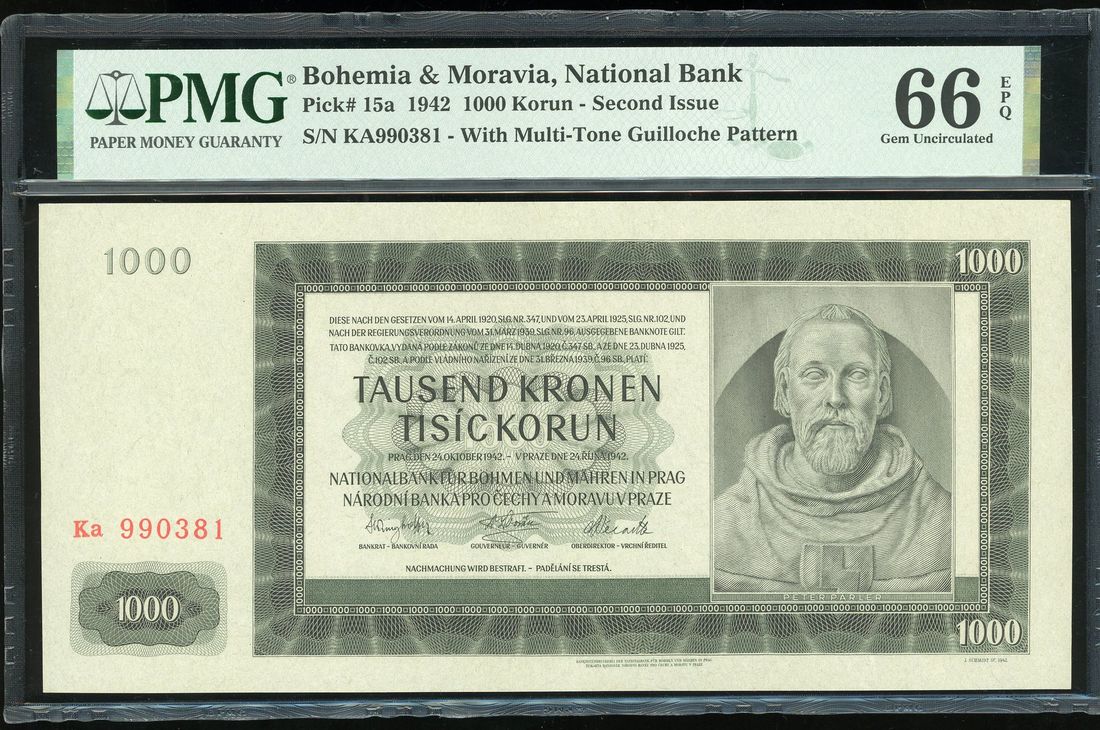 PMG®
PAPER MONEY GUARANTY
Bohemia & Moravia, National Bank
Pick# 15a 1942 1000 Korun - Second Issue
S/N KA990381 - With Multi-Tone Guilloche Pattern
66 EPQ
Gem Uncirculated
1000
1000
DIESE NACH DEN GESETZEN VOM 14. APRIL 1920, SLG. NR. 347, UND VOM 23. APRIL 1925, SLG. NR. 102, UND
NACH DER REGIERUNGSVERORDNUNG VOM 31. MÄRZ 1939, SLG. NR. 96, AUSGEGEBENE BANKNOTE GILT:
TATO BANKOVKA, VYDANÁ PODLE ZÁKONŮ ZE DNE 14. DUBNA 1920, Č. 347 SB., A ZE DNE 23. DUBNA 1925,
Č. 102 SB. A PODLE VLÁDNÍHO NAŘÍZENÍ ZE DNE 31. BŘEZNA 1939, Č. 96 SB., PLATÍ:
TAUSEND KRONEN
TISÍC KORUN
PRAG, DEN 24. OKTOBER 1942. – V PRAZE DNE 24. ŘÍJNA 1942.
NATIONALBANK FÜR BÖHMEN UND MÄHREN IN PRAG
NÁRODNÍ BANKA PRO ČECHY A MORAVU V PRAZE
BANKRAT – BANKOVNÍ RADA
GOUVERNEUR – GUVERNÉR
OBERDIREKTOR – VRCHNÍ ŘEDITEL
NACHMACHUNG WIRD BESTRAFT. – PADĚLÁNÍ SE TRESTÁ.
Ka 990381
1000
PETER PARLER
1000
J. SCHMIDT SC. 1942.